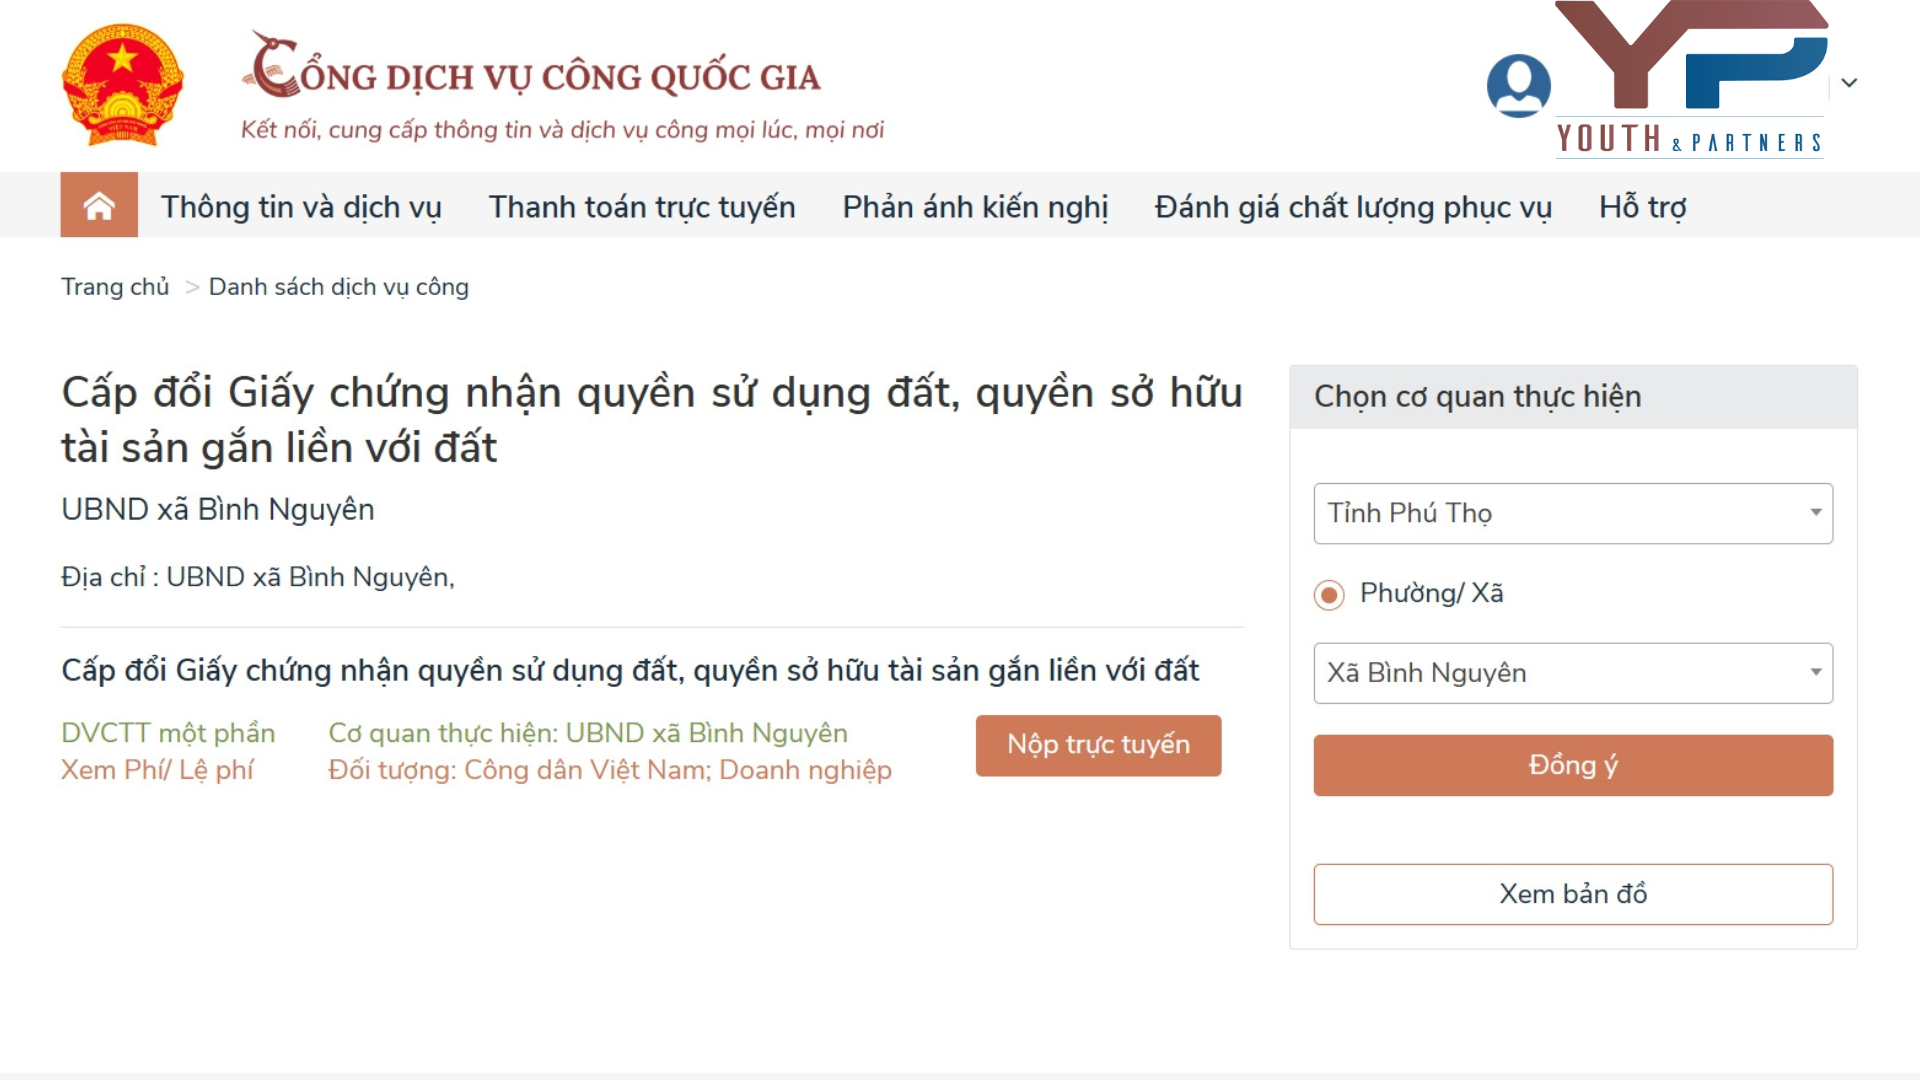 CỔNG DỊCH VỤ CÔNG QUỐC GIA
Kết nối, cung cấp thông tin và dịch vụ công mọi lúc, mọi nơi
YP
YOUTH & PARTNERS
Thông tin và dịch vụ Thanh toán trực tuyến Phản ánh kiến nghị Đánh giá chất lượng phục vụ Hỗ trợ
Trang chủ > Danh sách dịch vụ công
Cấp đổi Giấy chứng nhận quyền sử dụng đất, quyền sở hữu
tài sản gắn liền với đất
UBND xã Bình Nguyên
Địa chỉ : UBND xã Bình Nguyên,
Cấp đổi Giấy chứng nhận quyền sử dụng đất, quyền sở hữu tài sản gắn liền với đất
DVCTT một phần
Xem Phí/ Lệ phí
Cơ quan thực hiện: UBND xã Bình Nguyên
Đối tượng: Công dân Việt Nam; Doanh nghiệp
Nộp trực tuyến
Chọn cơ quan thực hiện
Tỉnh Phú Thọ
Phường/ Xã
Xã Bình Nguyên
Đồng ý
Xem bản đồ